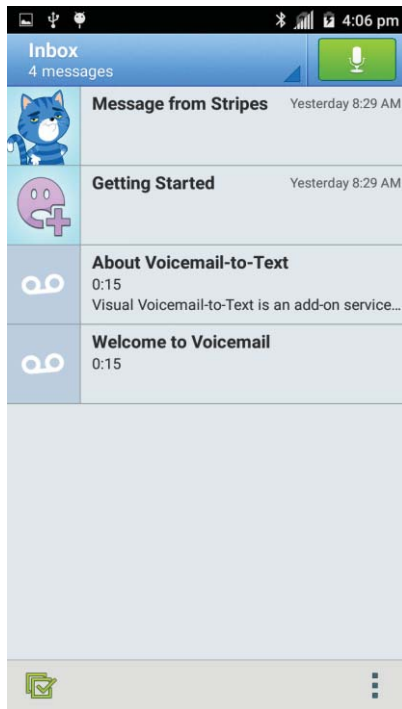 4:06 pm
Inbox
4 messages
Message from Stripes Yesterday 8:29 AM
Getting Started Yesterday 8:29 AM
About Voicemail-to-Text
0:15
Visual Voicemail-to-Text is an add-on service...
Welcome to Voicemail
0:15